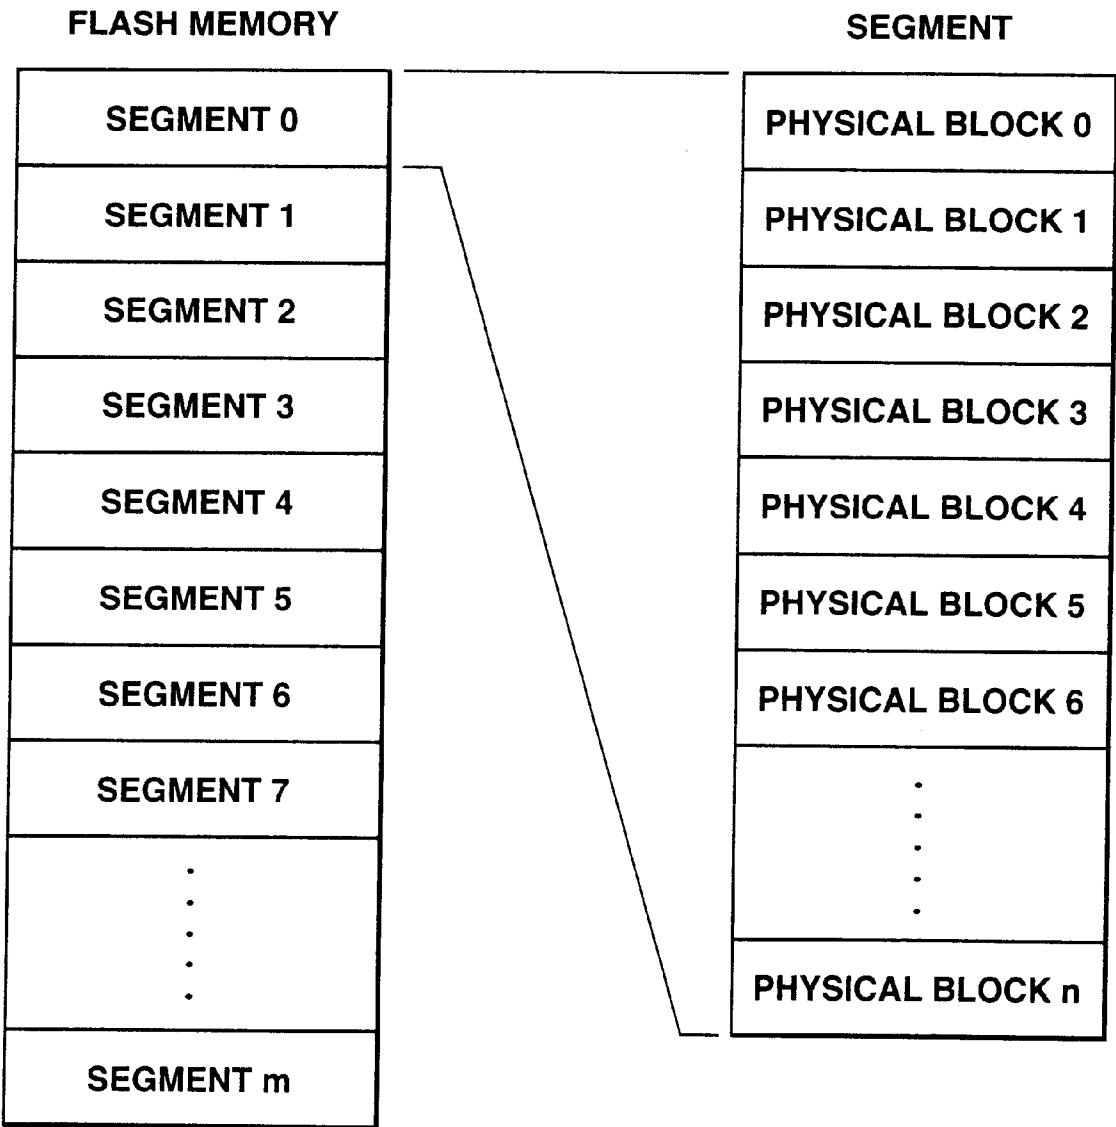 FLASH MEMORY
SEGMENT 0
SEGMENT 1
SEGMENT 2
SEGMENT 3
SEGMENT 4
SEGMENT 5
SEGMENT 6
SEGMENT 7
SEGMENT m
SEGMENT
PHYSICAL BLOCK 0
PHYSICAL BLOCK 1
PHYSICAL BLOCK 2
PHYSICAL BLOCK 3
PHYSICAL BLOCK 4
PHYSICAL BLOCK 5
PHYSICAL BLOCK 6
PHYSICAL BLOCK n